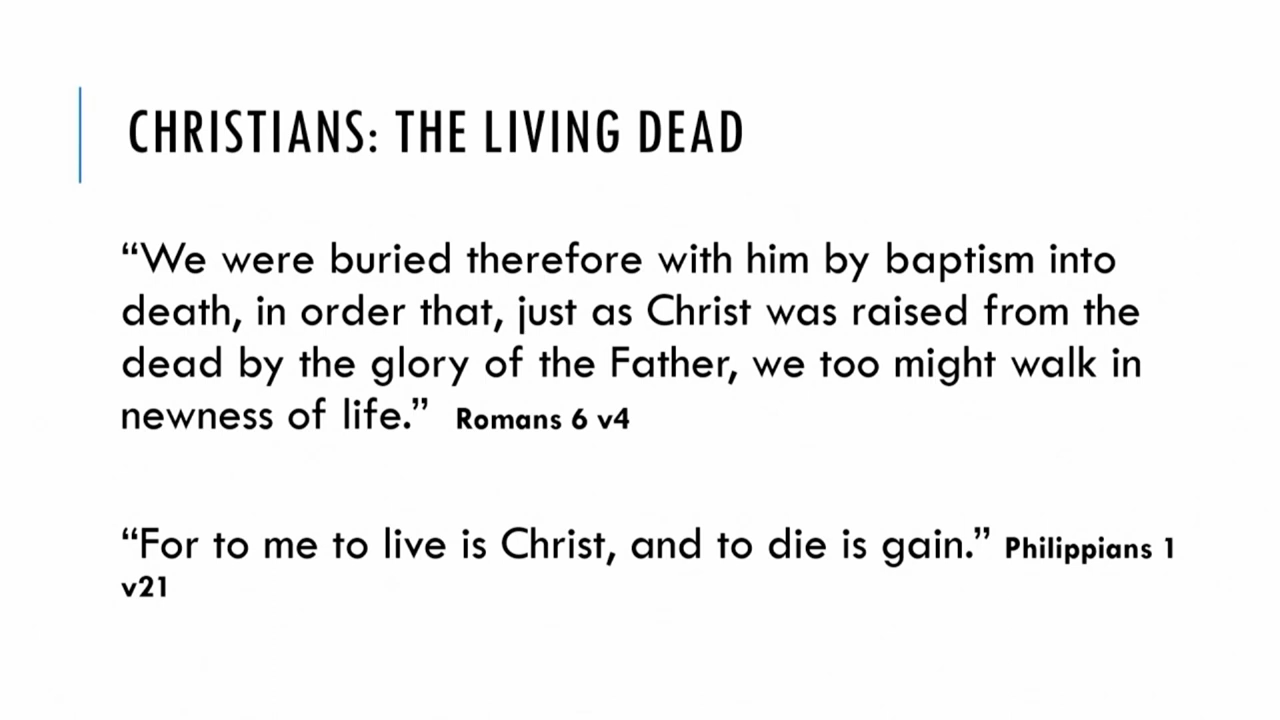 CHRISTIANS: THE LIVING DEAD
“We were buried therefore with him by baptism into
death, in order that, just as Christ was raised from the
dead by the glory of the Father, we too might walk in
newness of life.” Romans 6 v4
“For to me to live is Christ, and to die is gain.” Philippians 1
v21